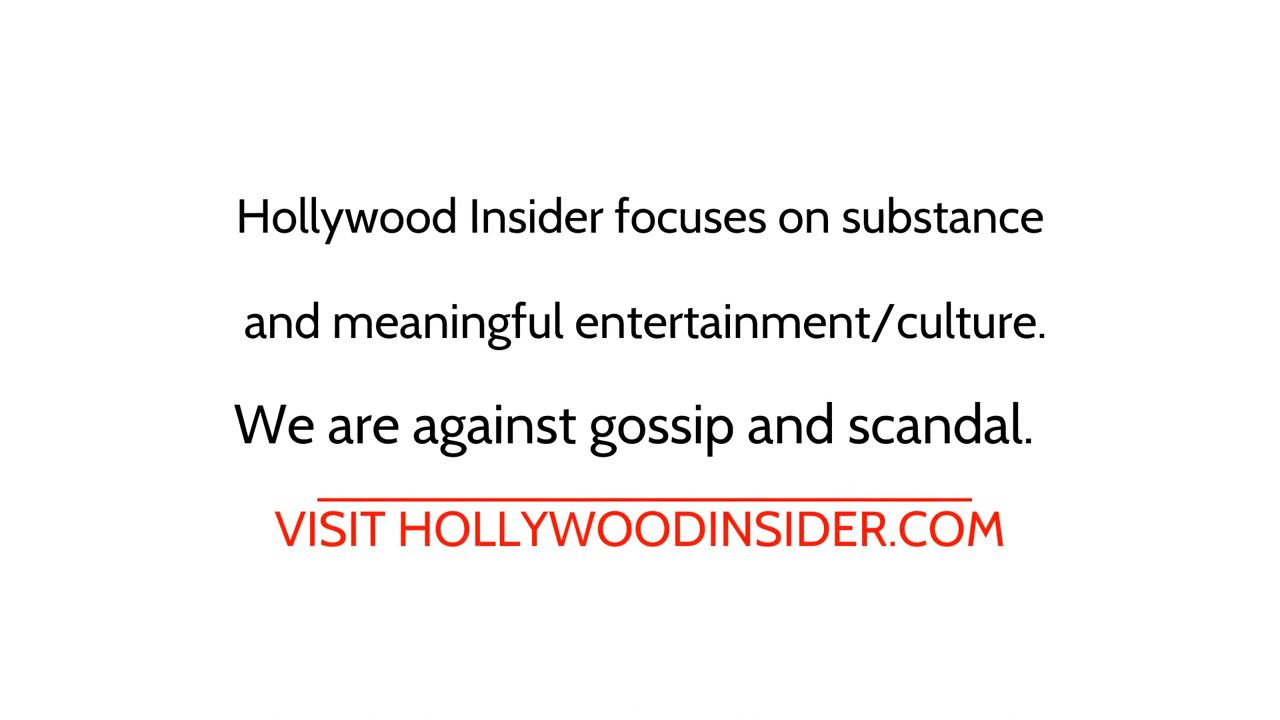 Hollywood Insider focuses on substance
and meaningful entertainment/culture.
We are against gossip and scandal.
VISIT HOLLYWOODINSIDER.COM